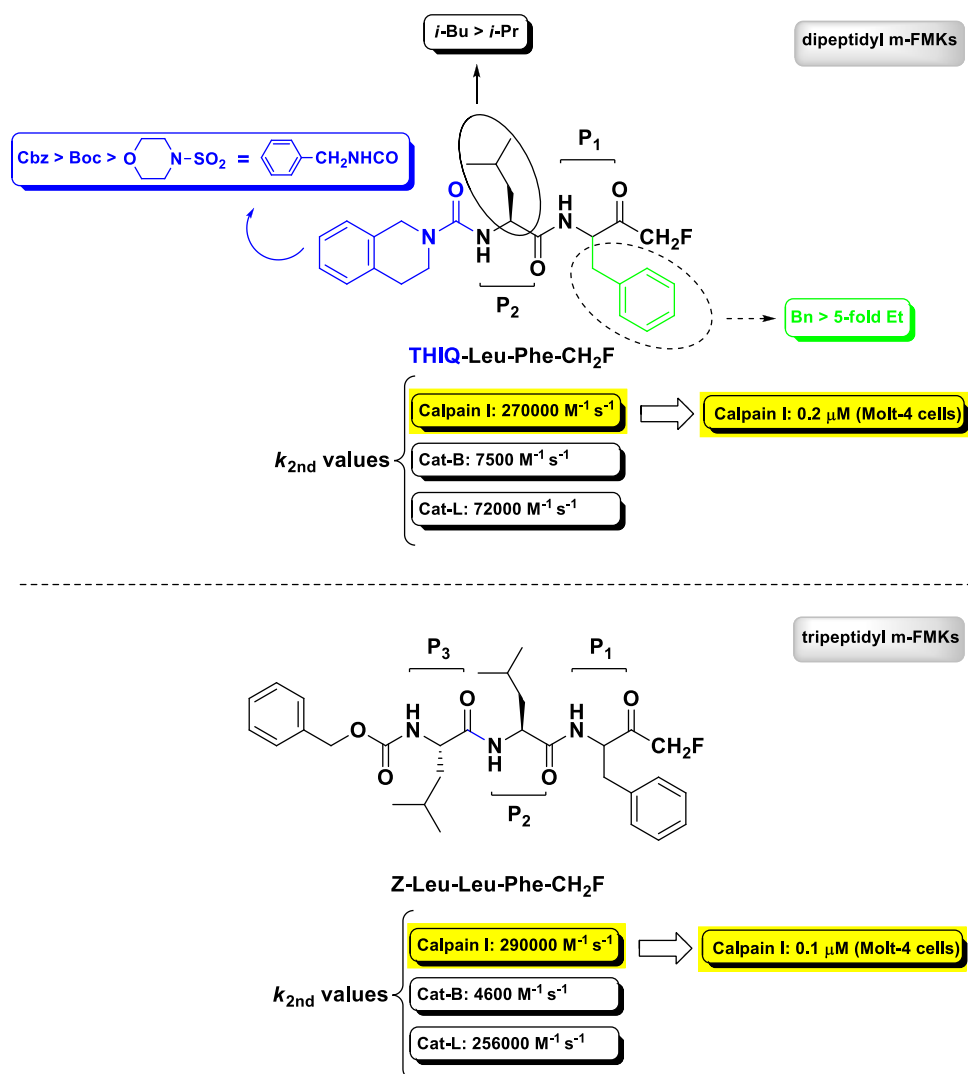 i-Bu > i-Pr
dipeptidyl m-FMKs
Cbz > Boc > O N-SO2 = CH2NHCO
P1
O
H
N
O
N
N
H
O
CH2F
P2
Bn > 5-fold Et
THIQ-Leu-Phe-CH2F
Calpain I: 270000 M-1 s-1
Calpain I: 0.2 μM (Molt-4 cells)
k2nd values
Cat-B: 7500 M-1 s-1
Cat-L: 72000 M-1 s-1
tripeptidyl m-FMKs
P3
P1
O
H
N
O
H
N
O
O
N
H
O
O
CH2F
P2
Z-Leu-Leu-Phe-CH2F
Calpain I: 290000 M-1 s-1
Calpain I: 0.1 μM (Molt-4 cells)
k2nd values
Cat-B: 4600 M-1 s-1
Cat-L: 256000 M-1 s-1